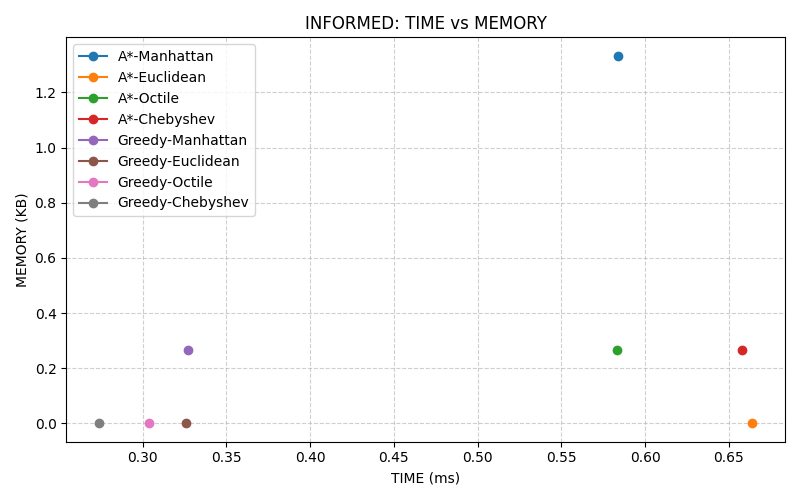 INFORMED: TIME vs MEMORY
A*-Manhattan
A*-Euclidean
A*-Octile
A*-Chebyshev
Greedy-Manhattan
Greedy-Euclidean
Greedy-Octile
Greedy-Chebyshev
MEMORY (KB)
1.2
1.0
0.8
0.6
0.4
0.2
0.0
0.30 0.35 0.40 0.45 0.50 0.55 0.60 0.65
TIME (ms)